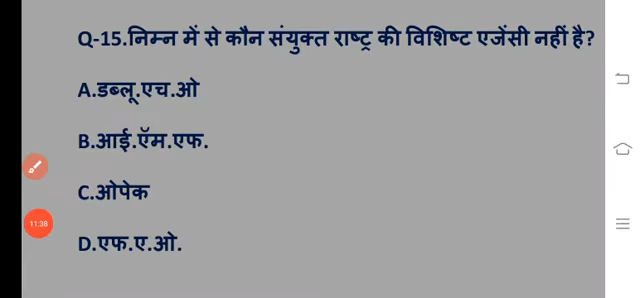 Q-15.निम्न में से कौन संयुक्त राष्ट्र की विशिष्ट एजेंसी नहीं है?
A.डब्लू.एच.ओ
B.आई.ऍम.एफ.
C.ओपेक
11:38
D.एफ.ए.ओ.